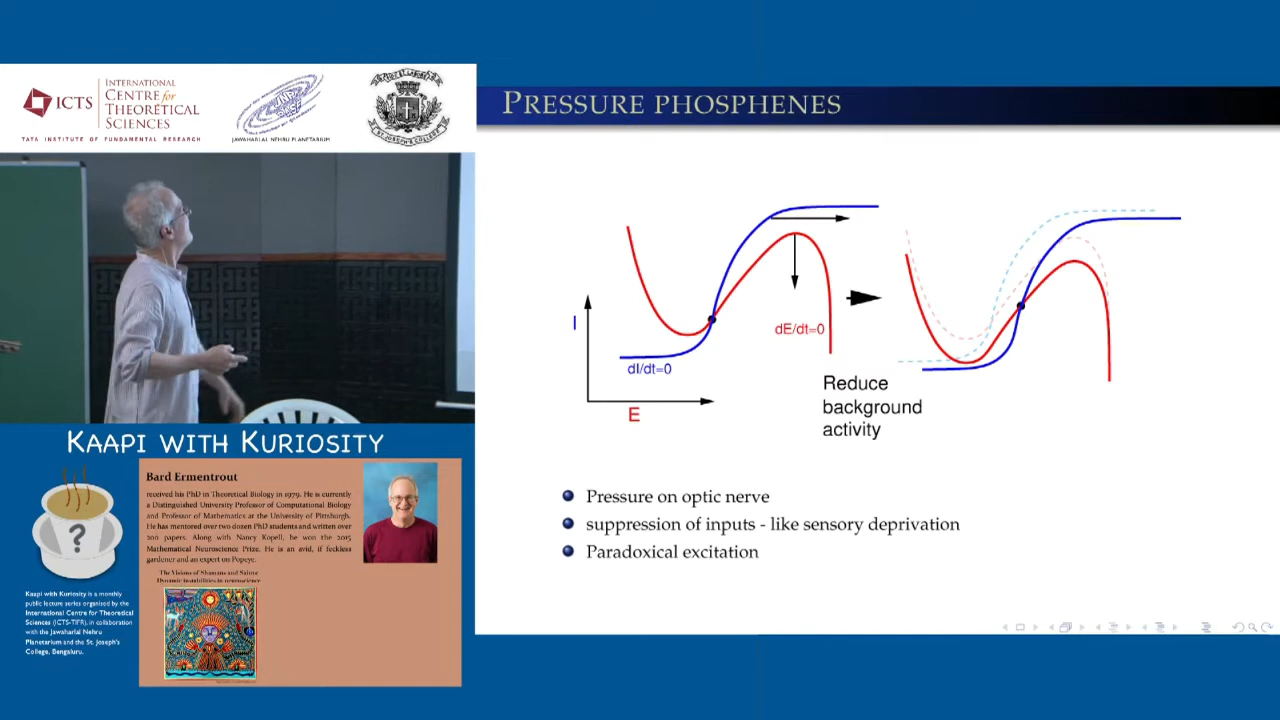 ICTS
INTERNATIONAL
CENTRE for
THEORETICAL
SCIENCES
TATA INSTITUTE OF FUNDAMENTAL RESEARCH
JAWAHARLAL NEHRU PLANETARIUM
PRESSURE PHOSPHENES
I
E
dI/dt=0
dE/dt=0
Reduce
background
activity
Pressure on optic nerve
suppression of inputs - like sensory deprivation
Paradoxical excitation
KAAPI WITH KURIOSITY
?
Kaapi with Kuriosity is a monthly
public lecture series organised by the
International Centre for Theoretical
Sciences (ICTS-TIFR), in collaboration
with the Jawaharlal Nehru
Planetarium and the St. Joseph's
College, Bengaluru.
Bard Ermentrout
received his PhD in Theoretical Biology in 1979. He is currently
a Distinguished University Professor of Computational Biology
and Professor of Mathematics at the University of Pittsburgh.
He has mentored over two dozen PhD students and written over
200 papers. Along with Nancy Kopell, he won the 2015
Mathematical Neuroscience Prize. He is an avid, if feckless
gardener and an expert on Popeye.
The Visions of Shamans and Saints
Dynamic instabilities in neuroscience